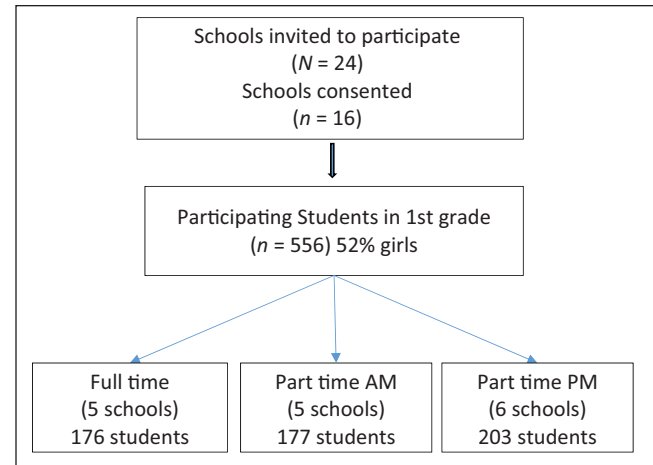 Schools invited to participate
(N = 24)
Schools consented
(n = 16)
Participating Students in 1st grade
(n = 556) 52% girls
Full time
(5 schools)
176 students
Part time AM
(5 schools)
177 students
Part time PM
(6 schools)
203 students